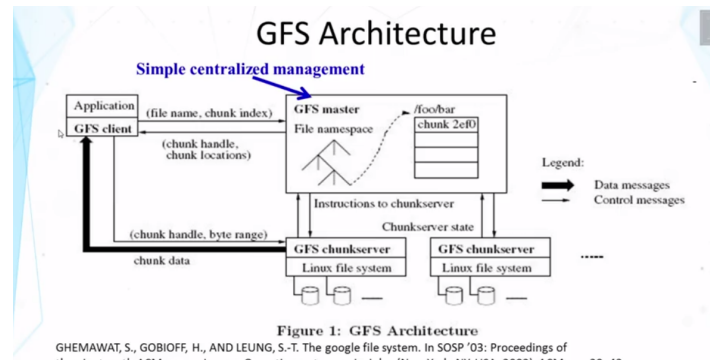 GFS Architecture
Simple centralized management
Application
GFS client
(file name, chunk index)
(chunk handle,
chunk locations)
GFS master
File namespace
/foo/bar
chunk 2ef0
Legend:
Data messages
Control messages
Instructions to chunkserver
Chunkserver state
(chunk handle, byte range)
chunk data
GFS chunkserver
Linux file system
GFS chunkserver
Linux file system
Figure 1: GFS Architecture
GHEMAWAT, S., GOBIOFF, H., AND LEUNG, S.-T. The google file system. In SOSP '03: Proceedings of